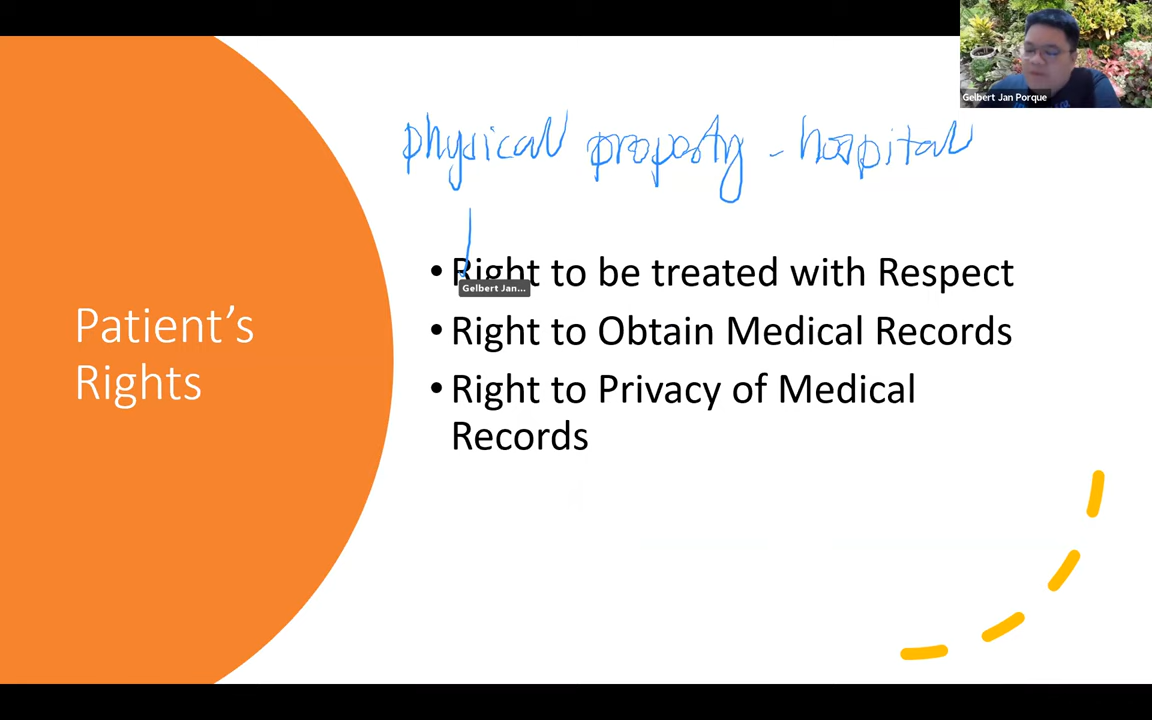 Gelbert Jan Porque
physical property - hospital
Patient's
Rights
• Right to be treated with Respect
Gelbert Jan...
• Right to Obtain Medical Records
• Right to Privacy of Medical
Records